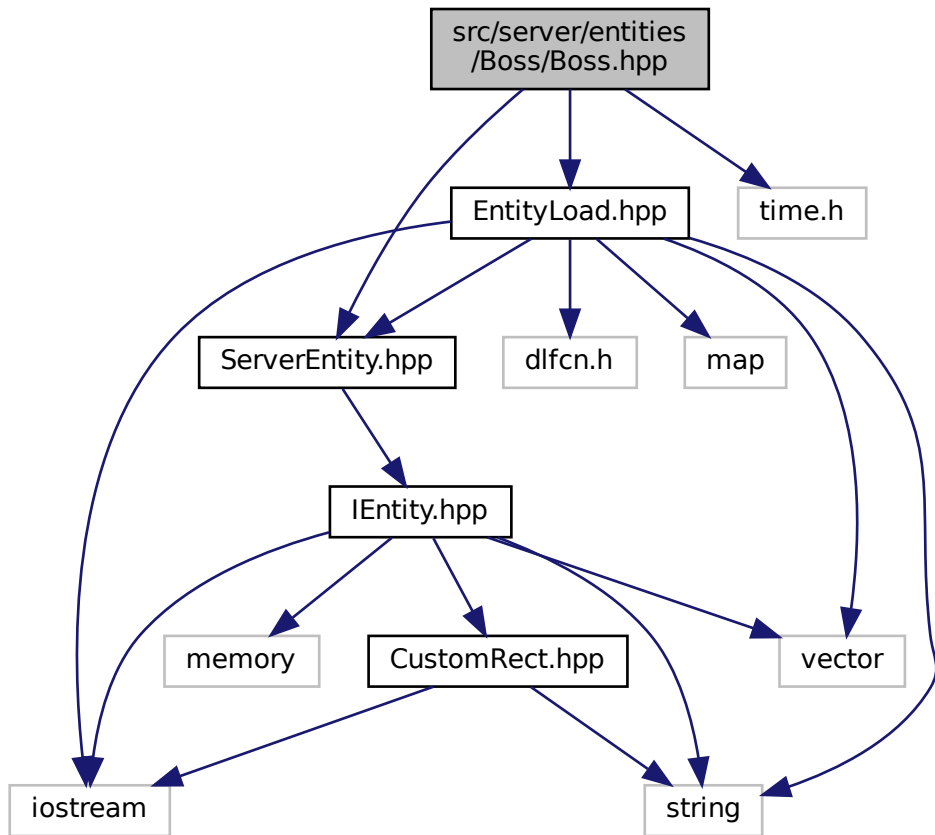 src/server/entities
/Boss/Boss.hpp
EntityLoad.hpp
time.h
ServerEntity.hpp
dlfcn.h
map
IEntity.hpp
memory
CustomRect.hpp
vector
iostream
string